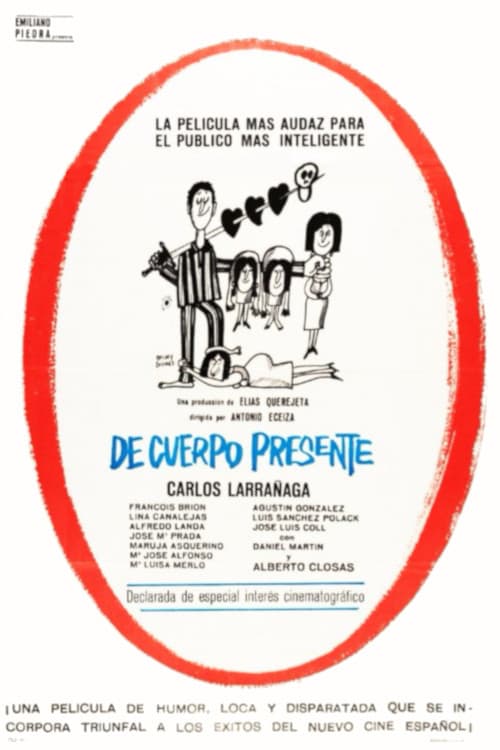 EMILIANO
PIEDRA presenta
LA PELICULA MAS AUDAZ PARA
EL PUBLICO MAS INTELIGENTE
Una producción de ELIAS QUEREJETA
dirigida por ANTONIO ECEIZA
DE CUERPO PRESENTE
CARLOS LARRAÑAGA
FRANCOIS BRION
LINA CANALEJAS
ALFREDO LANDA
JOSE Mª PRADA
MARUJA ASQUERINO
Mª JOSE ALFONSO
Mª LUISA MERLO
AGUSTIN GONZALEZ
LUIS SANCHEZ POLACK
JOSE LUIS COLL
con
DANIEL MARTIN
y
ALBERTO CLOSAS
Declarada de especial interés cinematográfico
¡UNA PELICULA DE HUMOR, LOCA Y DISPARATADA QUE SE IN-
CORPORA TRIUNFAL A LOS EXITOS DEL NUEVO CINE ESPAÑOL¡